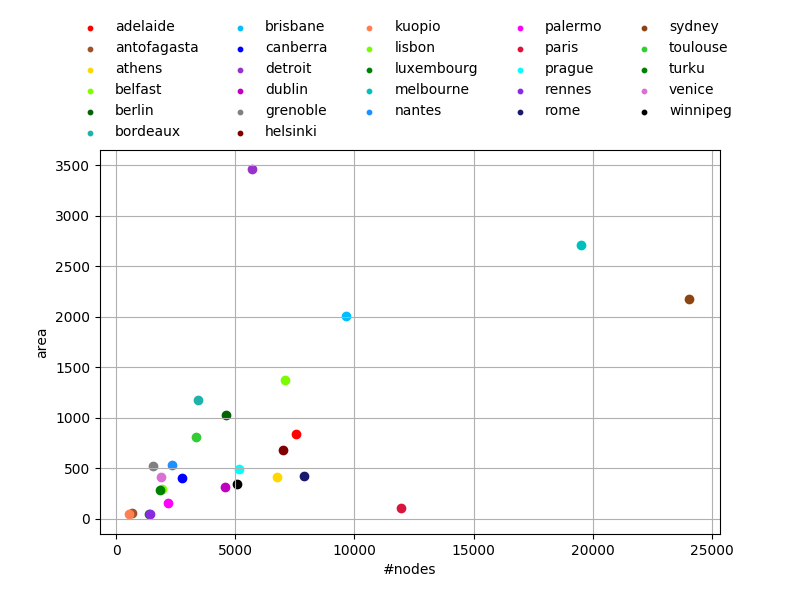 adelaide brisbane kuopio palermo sydney
antofagasta canberra lisbon paris toulouse
athens detroit luxembourg prague turku
belfast dublin melbourne rennes venice
berlin grenoble nantes rome winnipeg
bordeaux helsinki
3500
3000
2500
2000
1500
1000
500
0
area
0 5000 10000 15000 20000 25000
#nodes